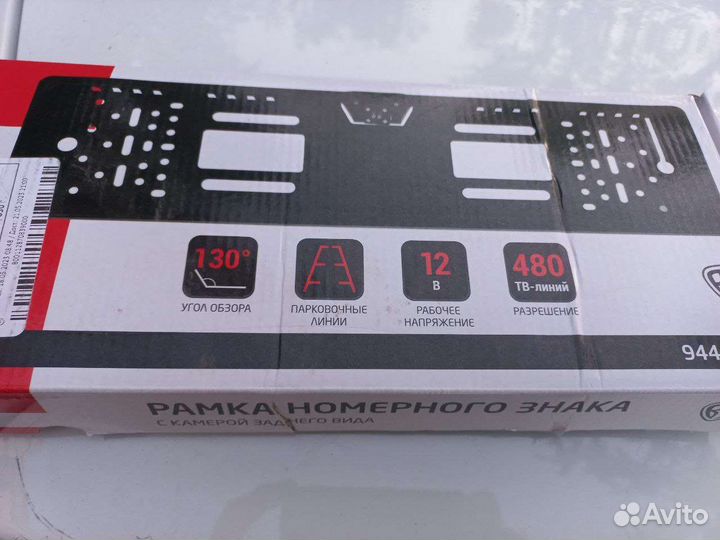 130°
УГОЛ ОБЗОРА
ПАРКОВОЧНЫЕ
ЛИНИИ
12
В
РАБОЧЕЕ
НАПРЯЖЕНИЕ
480
ТВ-ЛИНИЙ
РАЗРЕШЕНИЕ
944
РАМКА НОМЕРНОГО ЗНАКА
С КАМЕРОЙ ЗАДНЕГО ВИДА
Avito